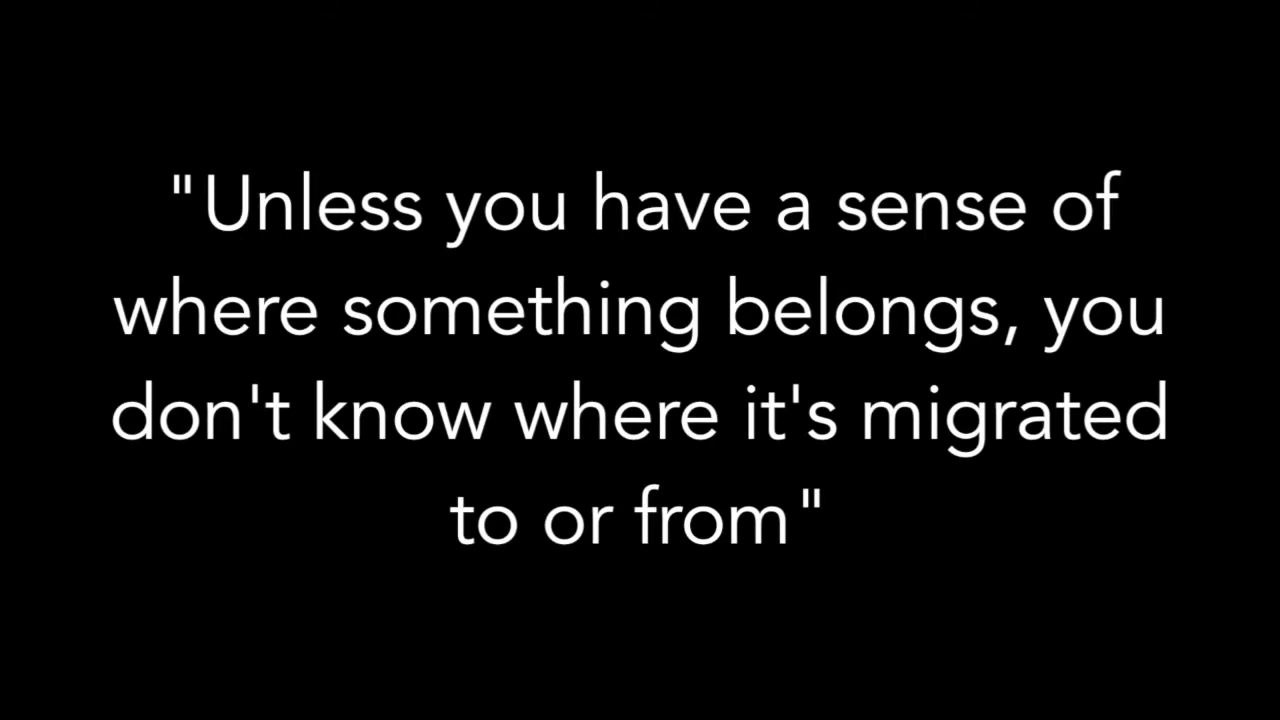 "Unless you have a sense of
where something belongs, you
don't know where it's migrated
to or from"